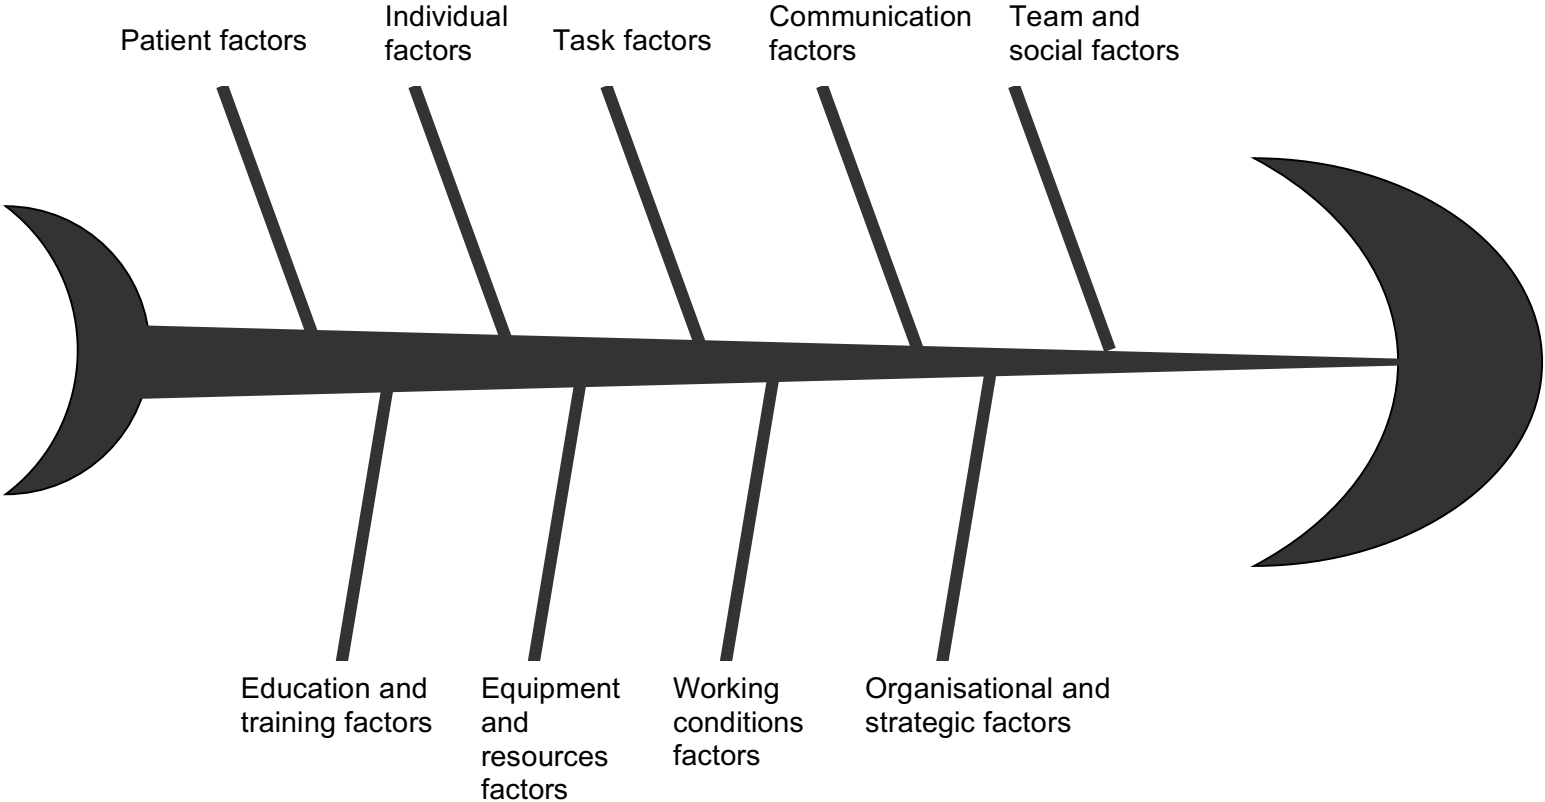 Patient factors
Individual
factors
Task factors
Communication
factors
Team and
social factors
Education and
training factors
Equipment
and
resources
factors
Working
conditions
factors
Organisational and
strategic factors